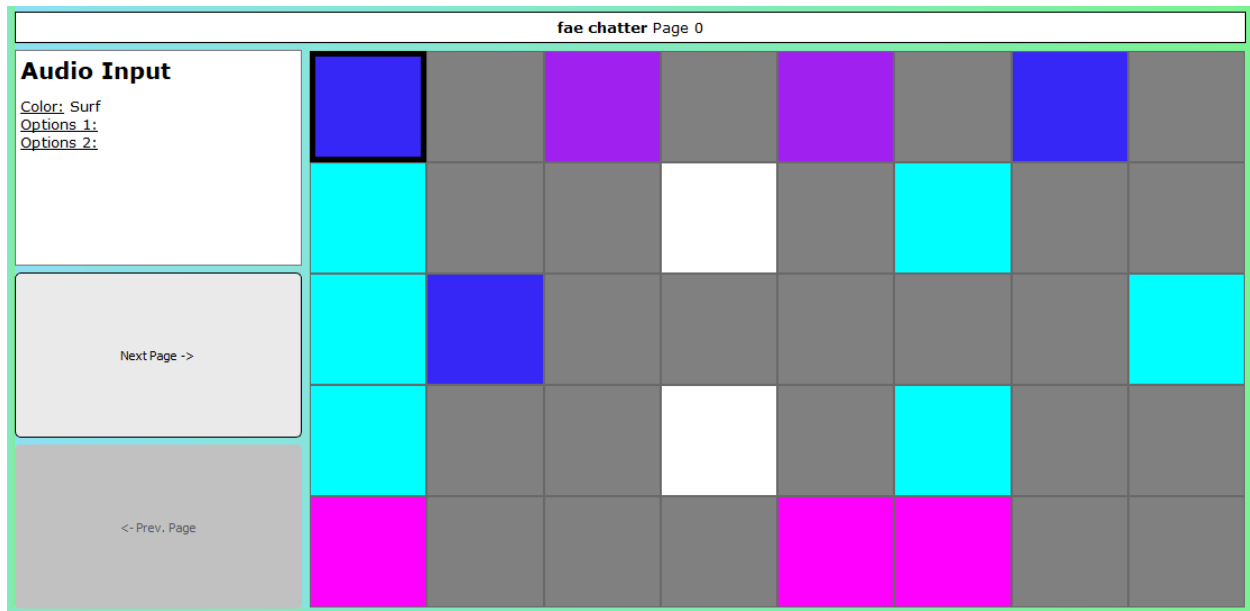 fae chatter Page 0
Audio Input
Color: Surf
Options 1:
Options 2:
Next Page ->
<- Prev. Page